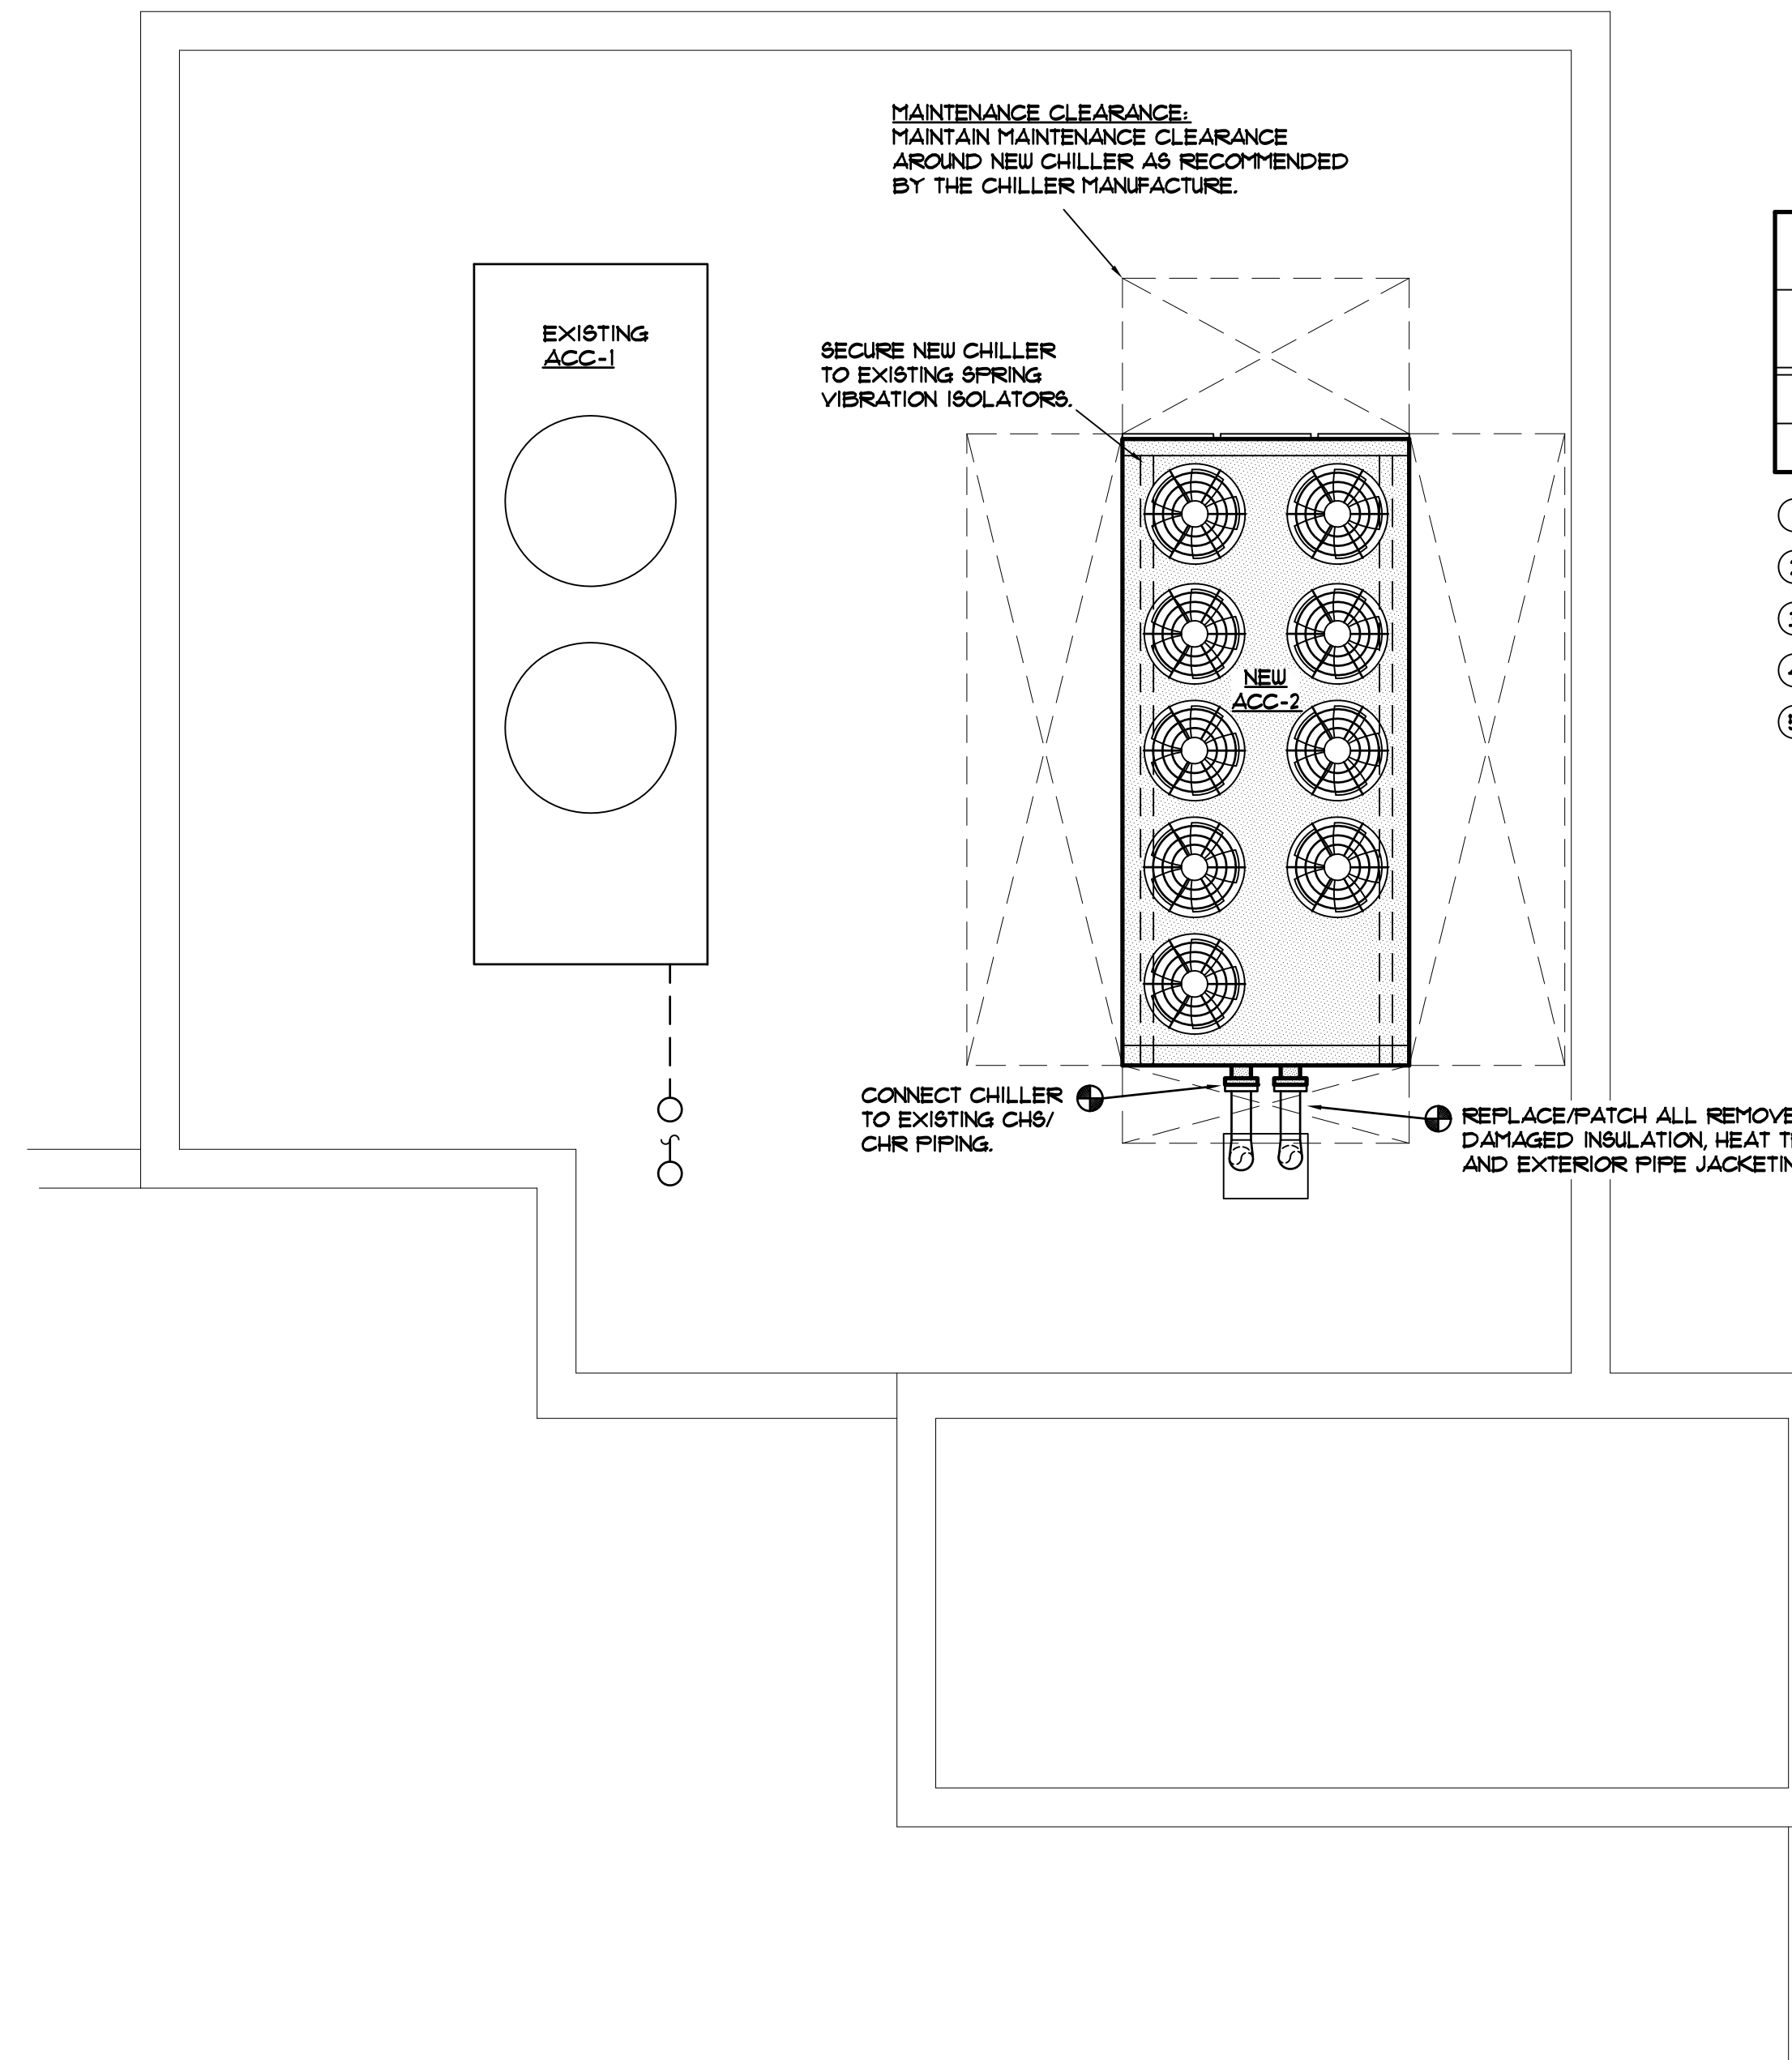 MAINTENANCE CLEARANCE:
MAINTAIN MAINTENANCE CLEARANCE
AROUND NEW CHILLER AS RECOMMENDED
BY THE CHILLER MANUFACTURE.
EXISTING
ACC-1
SECURE NEW CHILLER
TO EXISTING SPRING
VIBRATION ISOLATORS.
NEW
ACC-2
CONNECT CHILLER
TO EXISTING CHS/
CHR PIPING.
REPLACE/PATCH ALL
DAMAGED INSULATION, HEAT
AND EXTERIOR PIPE